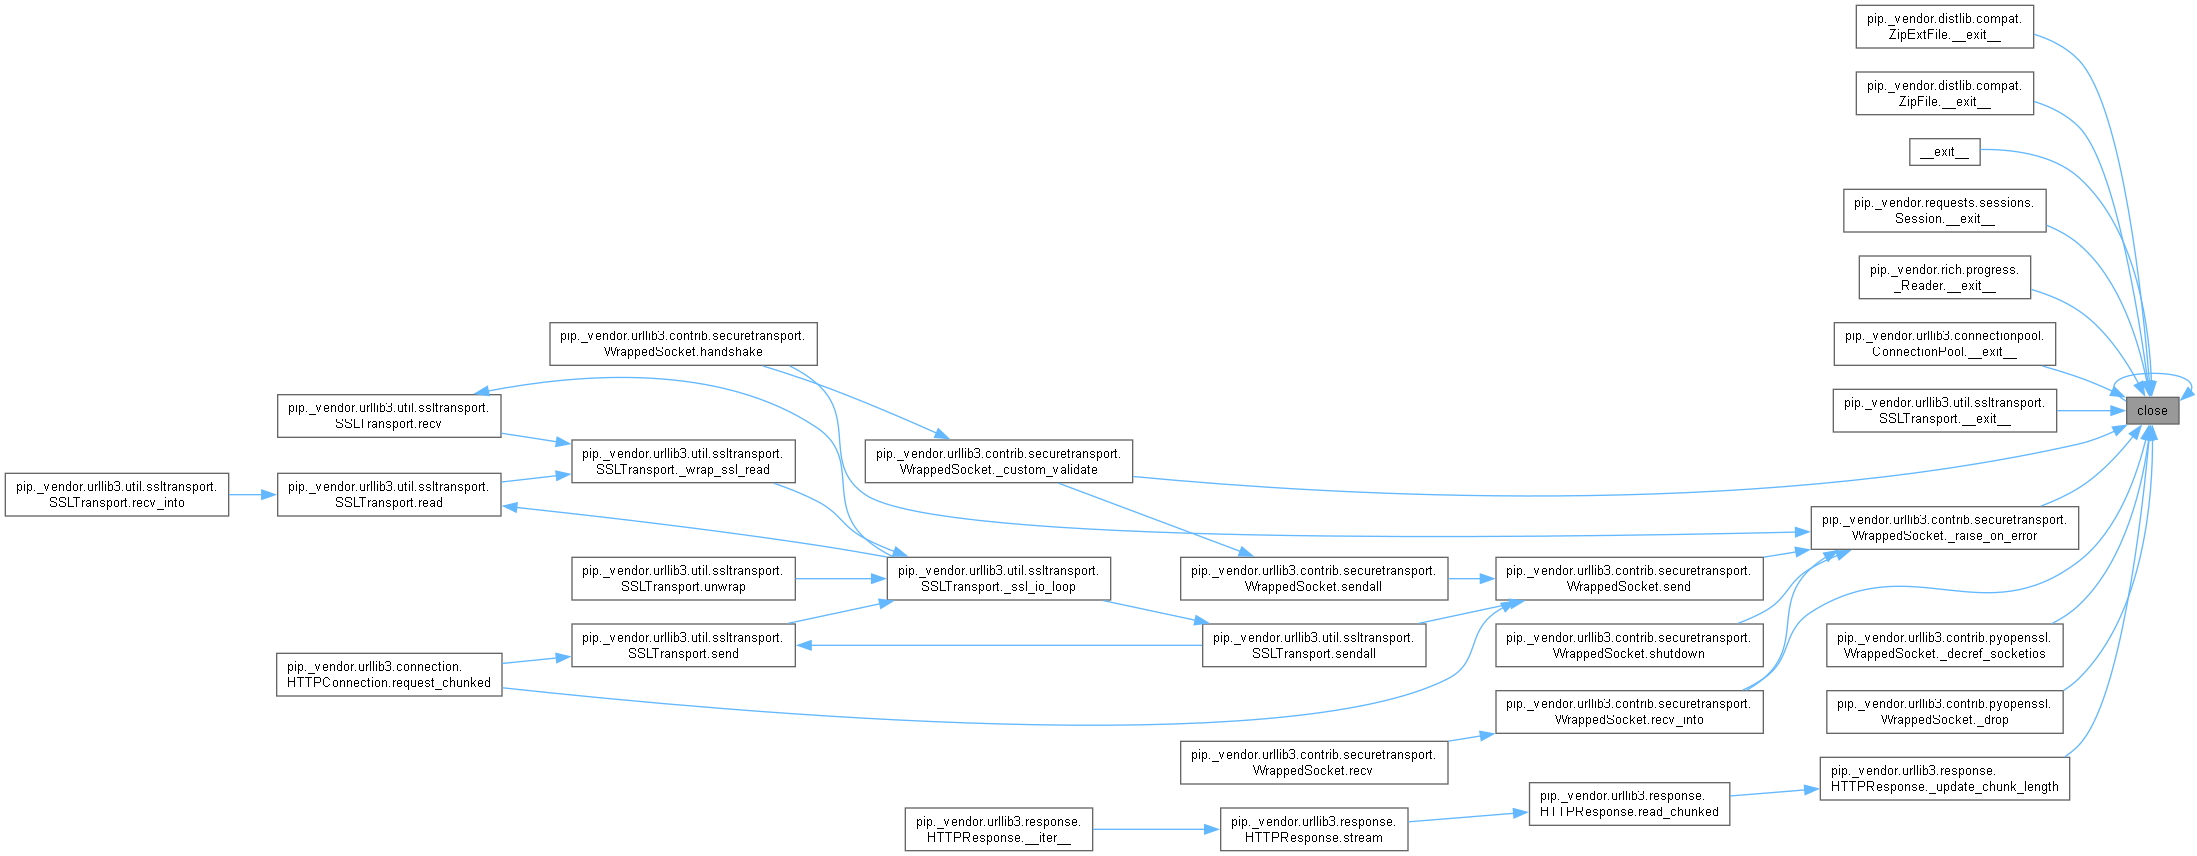 pip._vendor.distlib.compat.
ZipExtFile.__exit__
pip._vendor.distlib.compat.
ZipFile.__exit__
__exit__
pip._vendor.requests.sessions.
Session.__exit__
pip._vendor.rich.progress.
_Reader.__exit__
pip._vendor.urllib3.contrib.securetransport.
WrappedSocket.handshake
pip._vendor.urllib3.connectionpool.
ConnectionPool.__exit__
pip._vendor.urllib3.util.ssltransport.
SSLTransport.recv
pip._vendor.urllib3.util.ssltransport.
SSLTransport.__exit__
close
pip._vendor.urllib3.util.ssltransport.
SSLTransport._wrap_ssl_read
pip._vendor.urllib3.contrib.securetransport.
WrappedSocket._custom_validate
pip._vendor.urllib3.util.ssltransport.
SSLTransport.recv_into
pip._vendor.urllib3.util.ssltransport.
SSLTransport.read
pip._vendor.urllib3.contrib.securetransport.
WrappedSocket._raise_on_error
pip._vendor.urllib3.util.ssltransport.
SSLTransport.unwrap
pip._vendor.urllib3.util.ssltransport.
SSLTransport._ssl_io_loop
pip._vendor.urllib3.contrib.securetransport.
WrappedSocket.sendall
pip._vendor.urllib3.contrib.securetransport.
WrappedSocket.send
pip._vendor.urllib3.util.ssltransport.
SSLTransport.send
pip._vendor.urllib3.util.ssltransport.
SSLTransport.sendall
pip._vendor.urllib3.contrib.securetransport.
WrappedSocket.shutdown
pip._vendor.urllib3.contrib.pyopenssl.
WrappedSocket._decref_socketios
pip._vendor.urllib3.connection.
HTTPConnection.request_chunked
pip._vendor.urllib3.contrib.securetransport.
WrappedSocket.recv_into
pip._vendor.urllib3.contrib.pyopenssl.
WrappedSocket._drop
pip._vendor.urllib3.contrib.securetransport.
WrappedSocket.recv
pip._vendor.urllib3.response.
HTTPResponse._update_chunk_length
pip._vendor.urllib3.response.
HTTPResponse.read_chunked
pip._vendor.urllib3.response.
HTTPResponse.__iter__
pip._vendor.urllib3.response.
HTTPResponse.stream